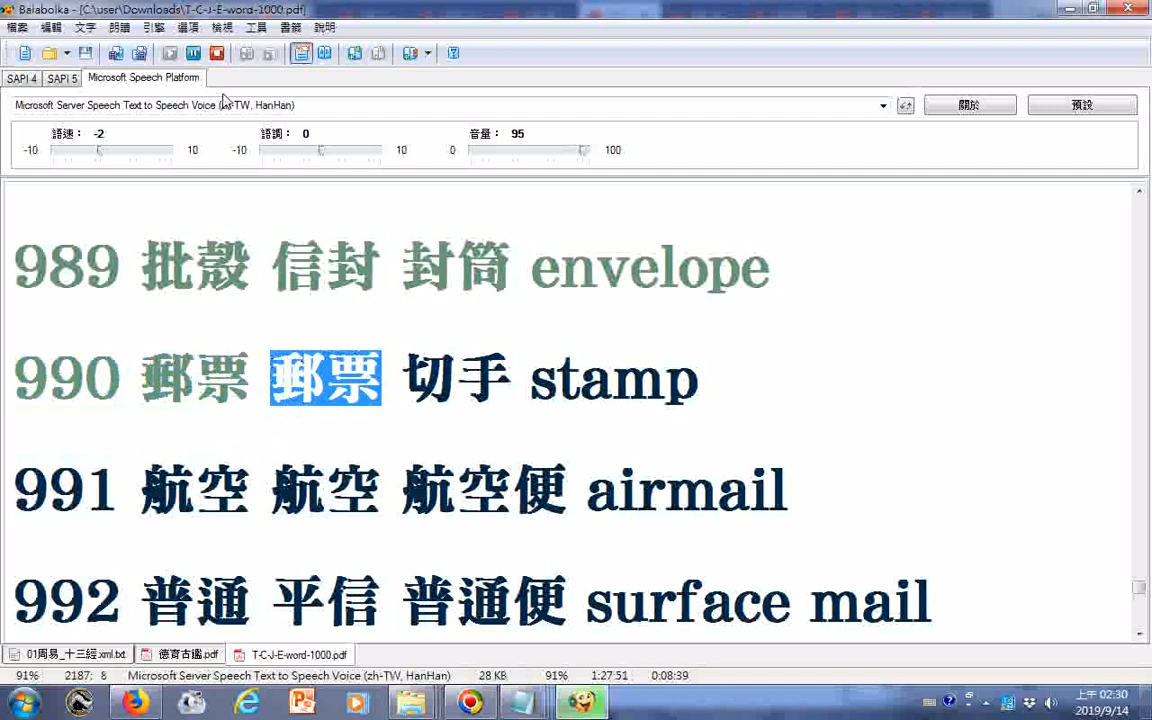 Balabolka - [C:\user\Downloads\T-C-J-E-word-1000.pdf]
檔案 編輯 文字 朗讀 引擎 選項 檢視 工具 書籤 說明
SAPI 4 SAPI 5 Microsoft Speech Platform
Microsoft Server Speech Text to Speech Voice (zh-TW, HanHan) 關於 預設
語速： -2 語調： 0 音量： 95
-10 10 -10 10 0 100
989 批殼 信封 封筒 envelope
990 郵票 郵票 切手 stamp
991 航空 航空 航空便 airmail
992 普通 平信 普通便 surface mail
01周易_十三經.xml.txt 德育古鑑.pdf T-C-J-E-word-1000.pdf
91% 2187: 8 Microsoft Server Speech Text to Speech Voice (zh-TW, HanHan) 28 KB 91% 1:27:51 0:08:39
上午 02:30
2019/9/14